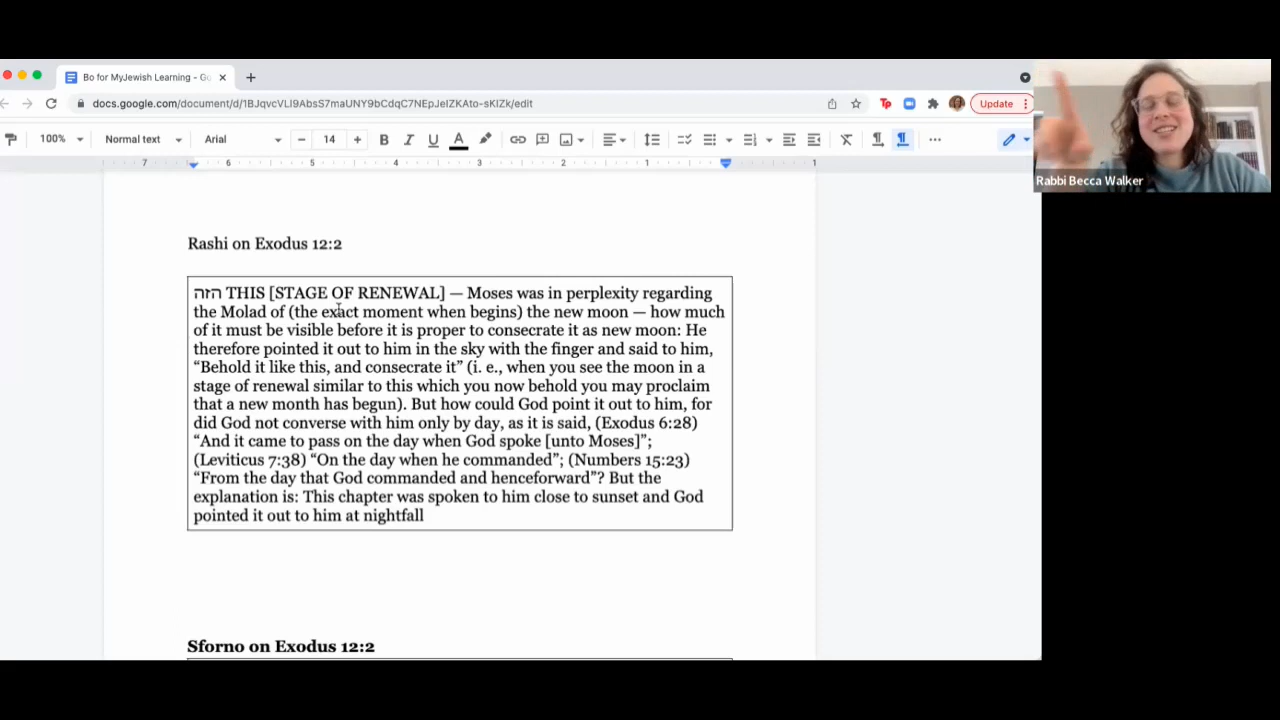 Bo for MyJewish Learning - Go
docs.google.com/document/d/1BJqvcVLl9AbsS7maUNY9bCdqC7NEpJelZKAto-sKlZk/edit
Update
100% Normal text Arial 14
7 6 5 4 3 2 1 1
Rabbi Becca Walker
Rashi on Exodus 12:2
הזה THIS [STAGE OF RENEWAL] — Moses was in perplexity regarding
the Molad of (the exact moment when begins) the new moon — how much
of it must be visible before it is proper to consecrate it as new moon: He
therefore pointed it out to him in the sky with the finger and said to him,
“Behold it like this, and consecrate it” (i. e., when you see the moon in a
stage of renewal similar to this which you now behold you may proclaim
that a new month has begun). But how could God point it out to him, for
did God not converse with him only by day, as it is said, (Exodus 6:28)
“And it came to pass on the day when God spoke [unto Moses]”;
(Leviticus 7:38) “On the day when he commanded”; (Numbers 15:23)
“From the day that God commanded and henceforward”? But the
explanation is: This chapter was spoken to him close to sunset and God
pointed it out to him at nightfall
Sforno on Exodus 12:2